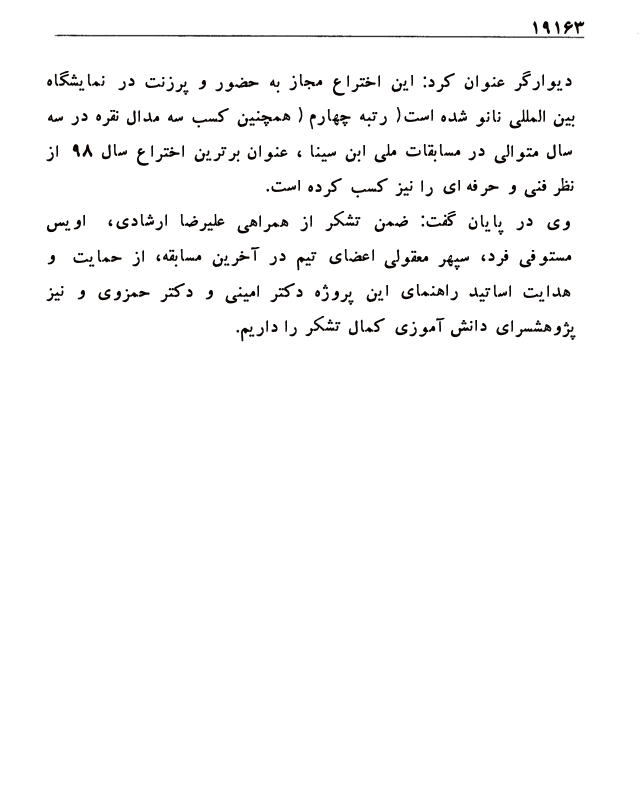 ۱۹۱۶۳
دیوارگر عنوان کرد: این اختراع مجاز به حضور و پرزنت در نمایشگاه
بین المللی نانو شده است( رتبه چهارم ( همچنین کسب سه مدال نقره در سه
سال متوالی در مسابقات ملی ابن سینا ، عنوان برترین اختراع سال ۹۸ از
نظر فنی و حرفه ای را نیز کسب کرده است.
وی در پایان گفت: ضمن تشکر از همراهی علیرضا ارشادی، اویس
مستوفی فرد، سپهر معقولی اعضای تیم در آخرین مسابقه، از حمایت و
هدایت اساتید راهنمای این پروژه دکتر امینی و دکتر حمزوی و نیز
پژوهشسرای دانش آموزی کمال تشکر را داریم.